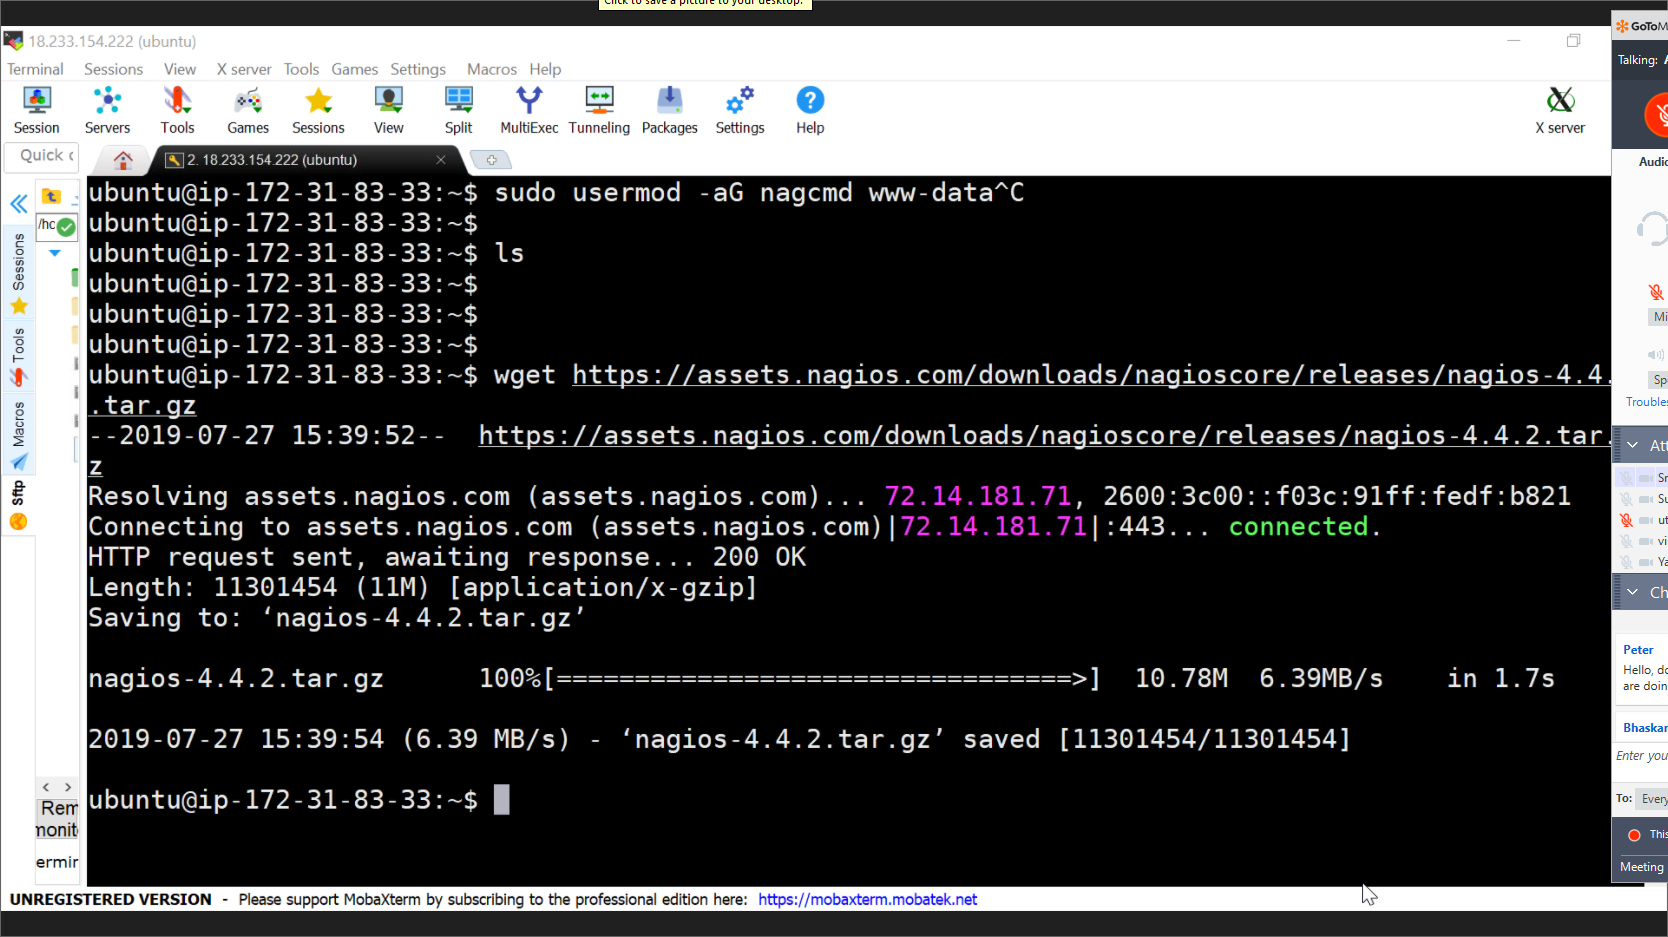 Click to save a picture to your desktop.
18.233.154.222 (ubuntu)
Terminal Sessions View X server Tools Games Settings Macros Help
Session Servers Tools Games Sessions View Split MultiExec Tunneling Packages Settings Help X server
Quick c
2. 18.233.154.222 (ubuntu)
/hc
Sessions
Tools
Macros
Sftp
ubuntu@ip-172-31-83-33:~$ sudo usermod -aG nagcmd www-data^C
ubuntu@ip-172-31-83-33:~$
ubuntu@ip-172-31-83-33:~$ ls
ubuntu@ip-172-31-83-33:~$
ubuntu@ip-172-31-83-33:~$
ubuntu@ip-172-31-83-33:~$
ubuntu@ip-172-31-83-33:~$ wget https://assets.nagios.com/downloads/nagioscore/releases/nagios-4.4.
.tar.gz
--2019-07-27 15:39:52-- https://assets.nagios.com/downloads/nagioscore/releases/nagios-4.4.2.tar.
z
Resolving assets.nagios.com (assets.nagios.com)... 72.14.181.71, 2600:3c00::f03c:91ff:fedf:b821
Connecting to assets.nagios.com (assets.nagios.com)|72.14.181.71|:443... connected.
HTTP request sent, awaiting response... 200 OK
Length: 11301454 (11M) [application/x-gzip]
Saving to: ‘nagios-4.4.2.tar.gz’
nagios-4.4.2.tar.gz 100%[=================================>] 10.78M 6.39MB/s in 1.7s
2019-07-27 15:39:54 (6.39 MB/s) - ‘nagios-4.4.2.tar.gz’ saved [11301454/11301454]
ubuntu@ip-172-31-83-33:~$
Rem
monit
ermin
UNREGISTERED VERSION - Please support MobaXterm by subscribing to the professional edition here: https://mobaxterm.mobatek.net
GoToM
Talking: A
Audio
Mi
Sp
Troubles
Att
Sr
Su
ut
vi
Ya
Ch
Peter
Hello, do
are doin
Bhaskar
Enter you
To: Every
This
Meeting